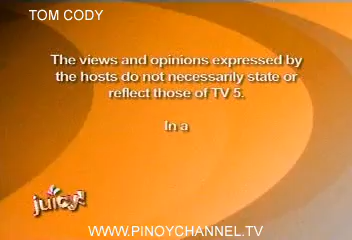 TOM CODY
The views and opinions expressed by
the hosts do not necessarily state or
reflect those of TV 5.
In a
juicy!
WWW.PINOYCHANNEL.TV